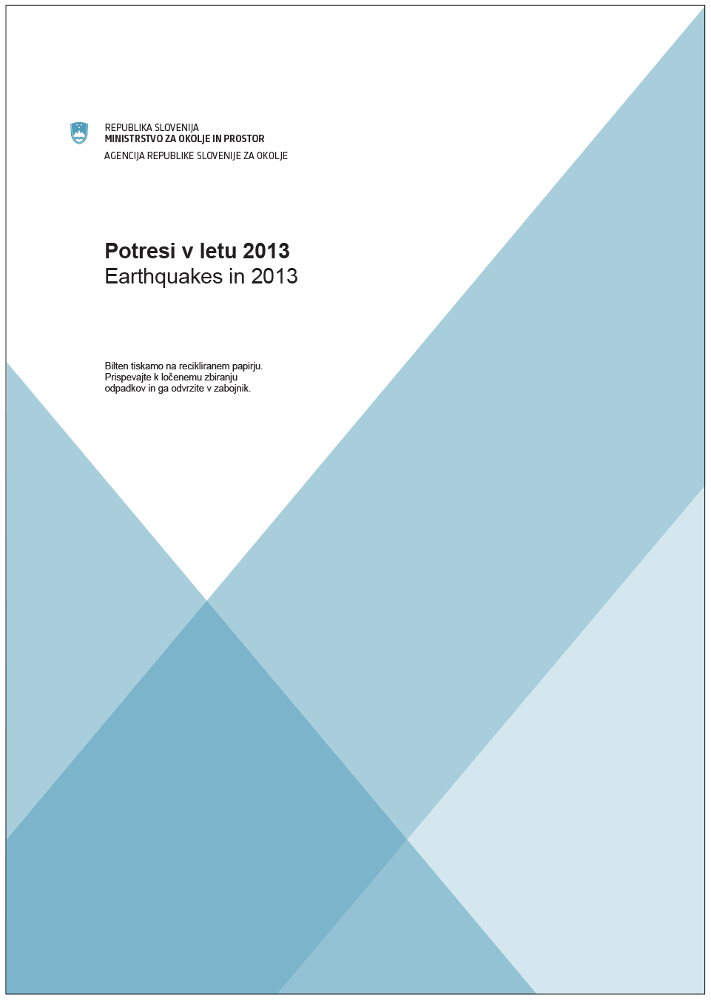 REPUBLIKA SLOVENIJA
MINISTRSTVO ZA OKOLJE IN PROSTOR
AGENCIJA REPUBLIKE SLOVENIJE ZA OKOLJE
Potresi v letu 2013
Earthquakes in 2013
Bilten tiskamo na recikliranem papirju.
Prispevajte k ločenemu zbiranju
odpadkov in ga odvrzite v zabojnik.